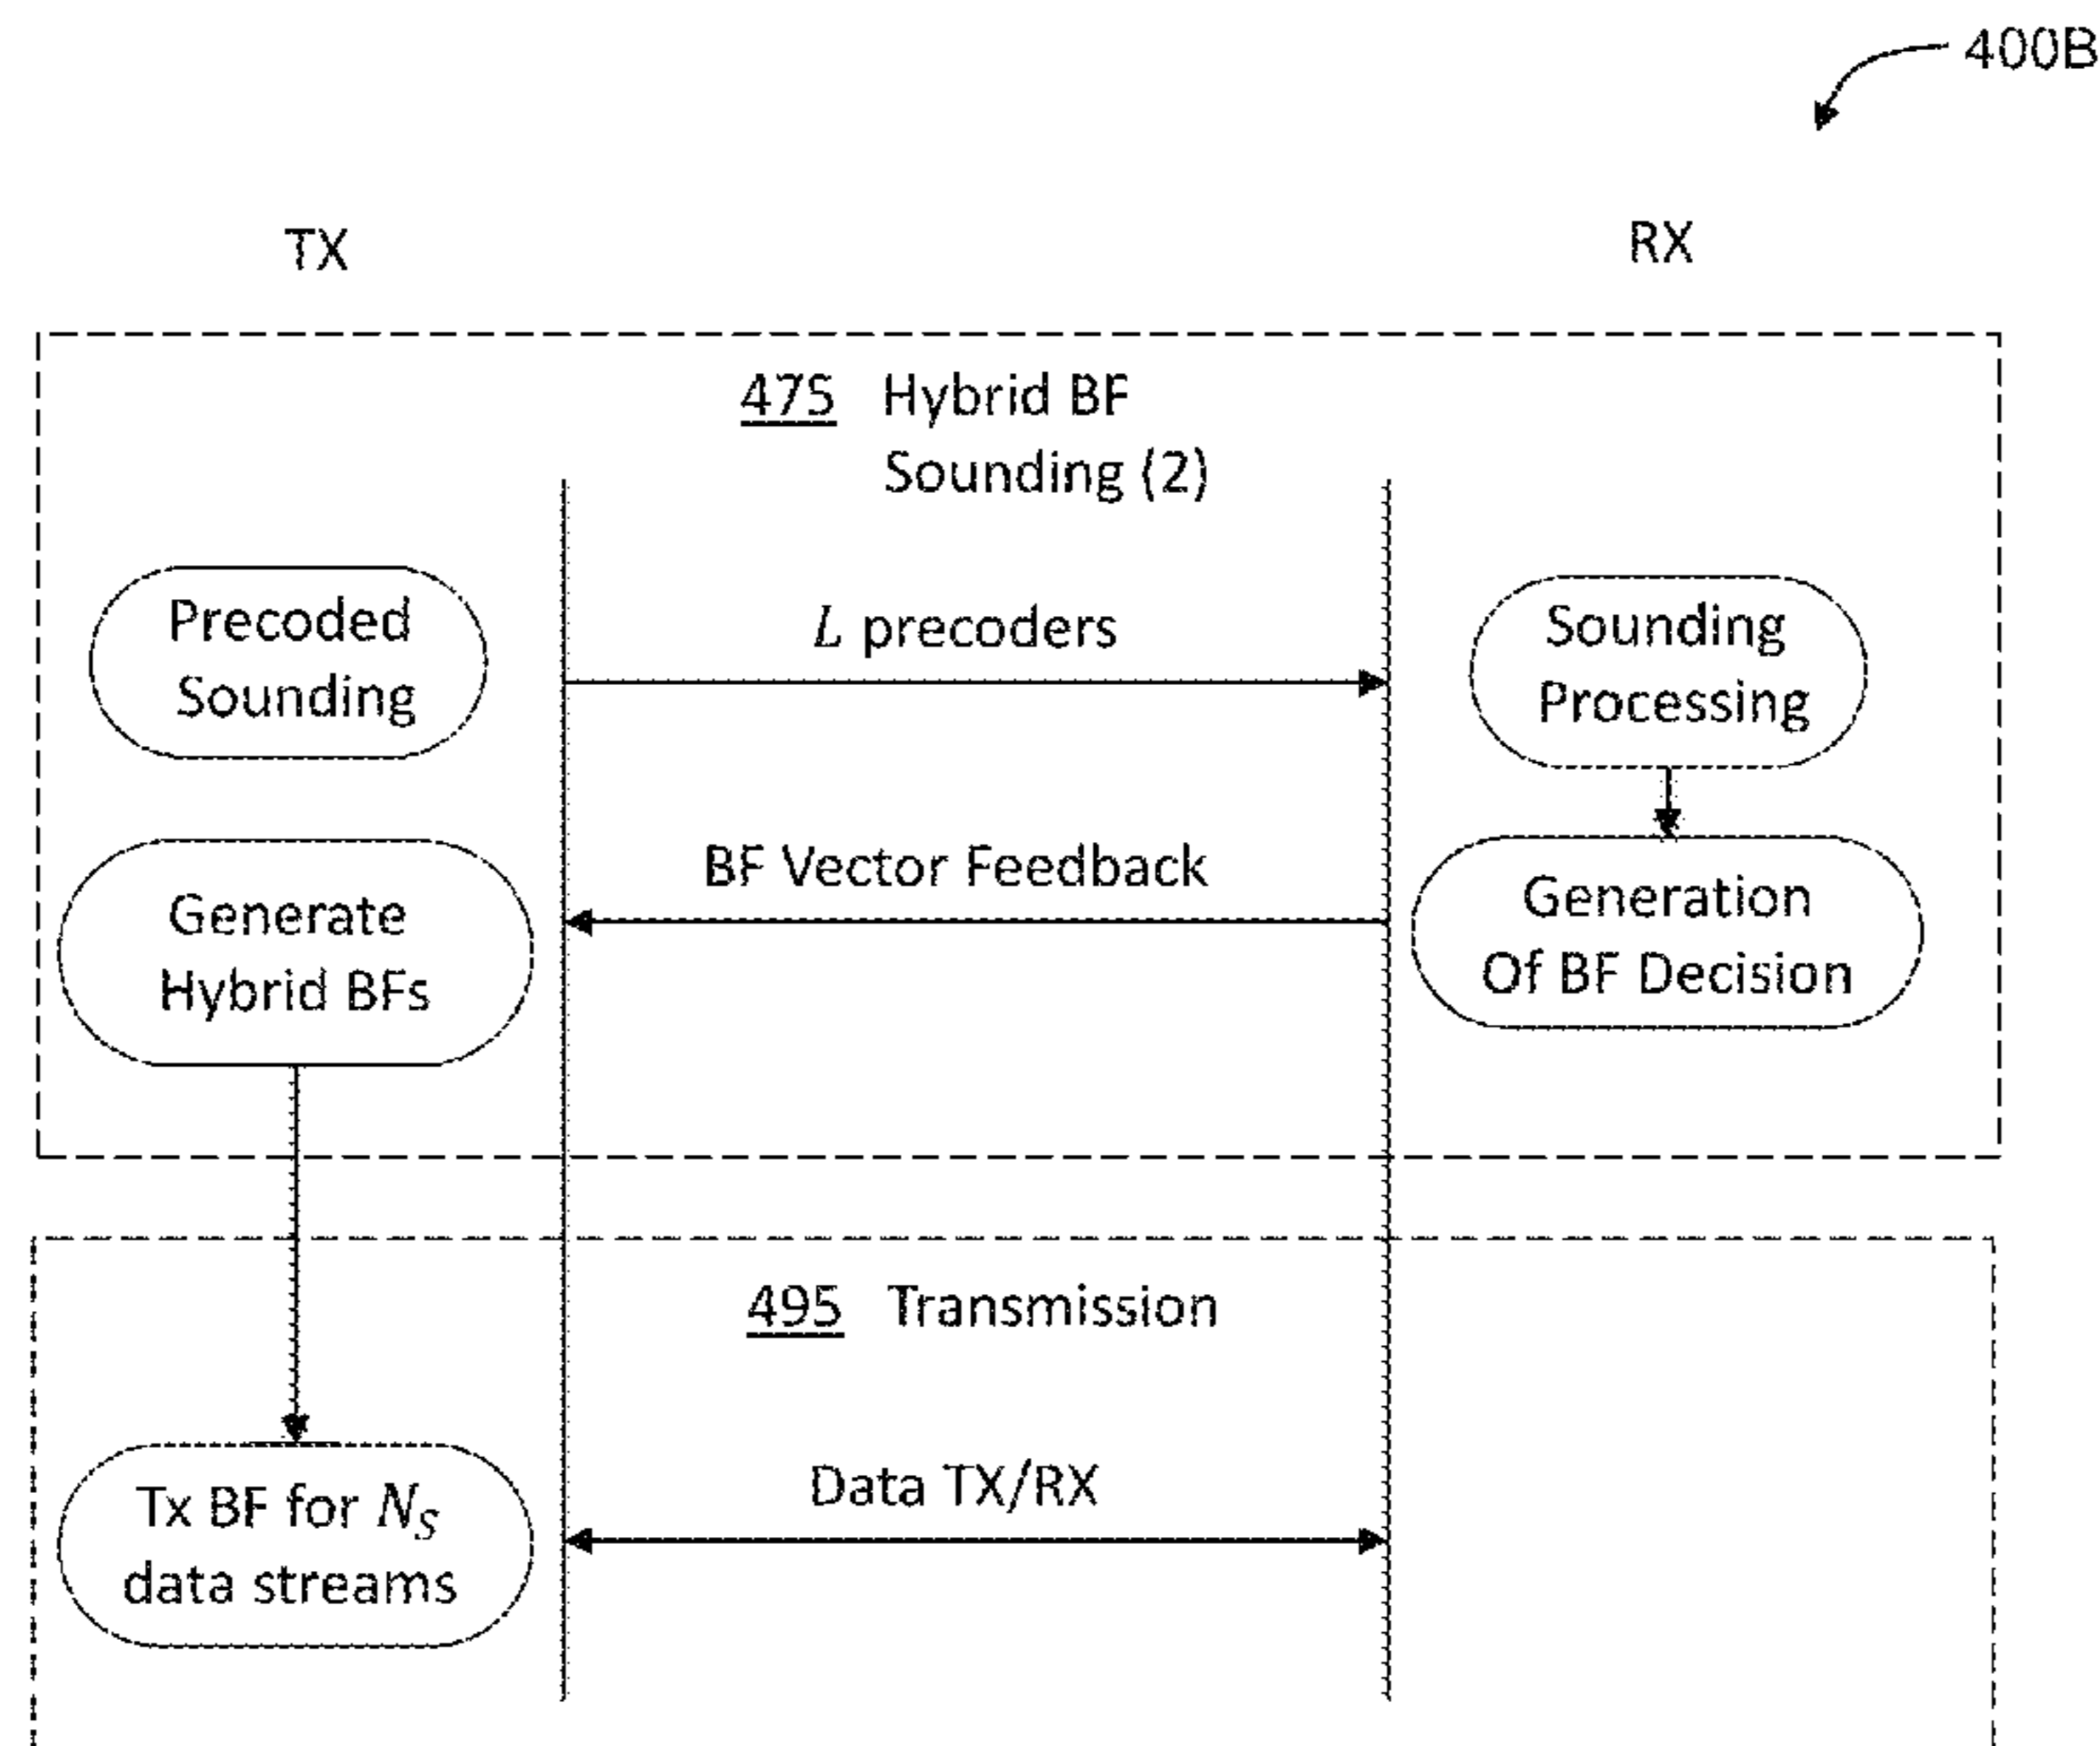 400B
TX
RX
475 Hybrid BF
Sounding (2)
Precoded
Sounding
L precoders
Sounding
Processing
BF Vector Feedback
Generate
Hybrid BFs
Generation
Of BF Decision
495 Transmission
Tx BF for N_S
data streams
Data TX/RX